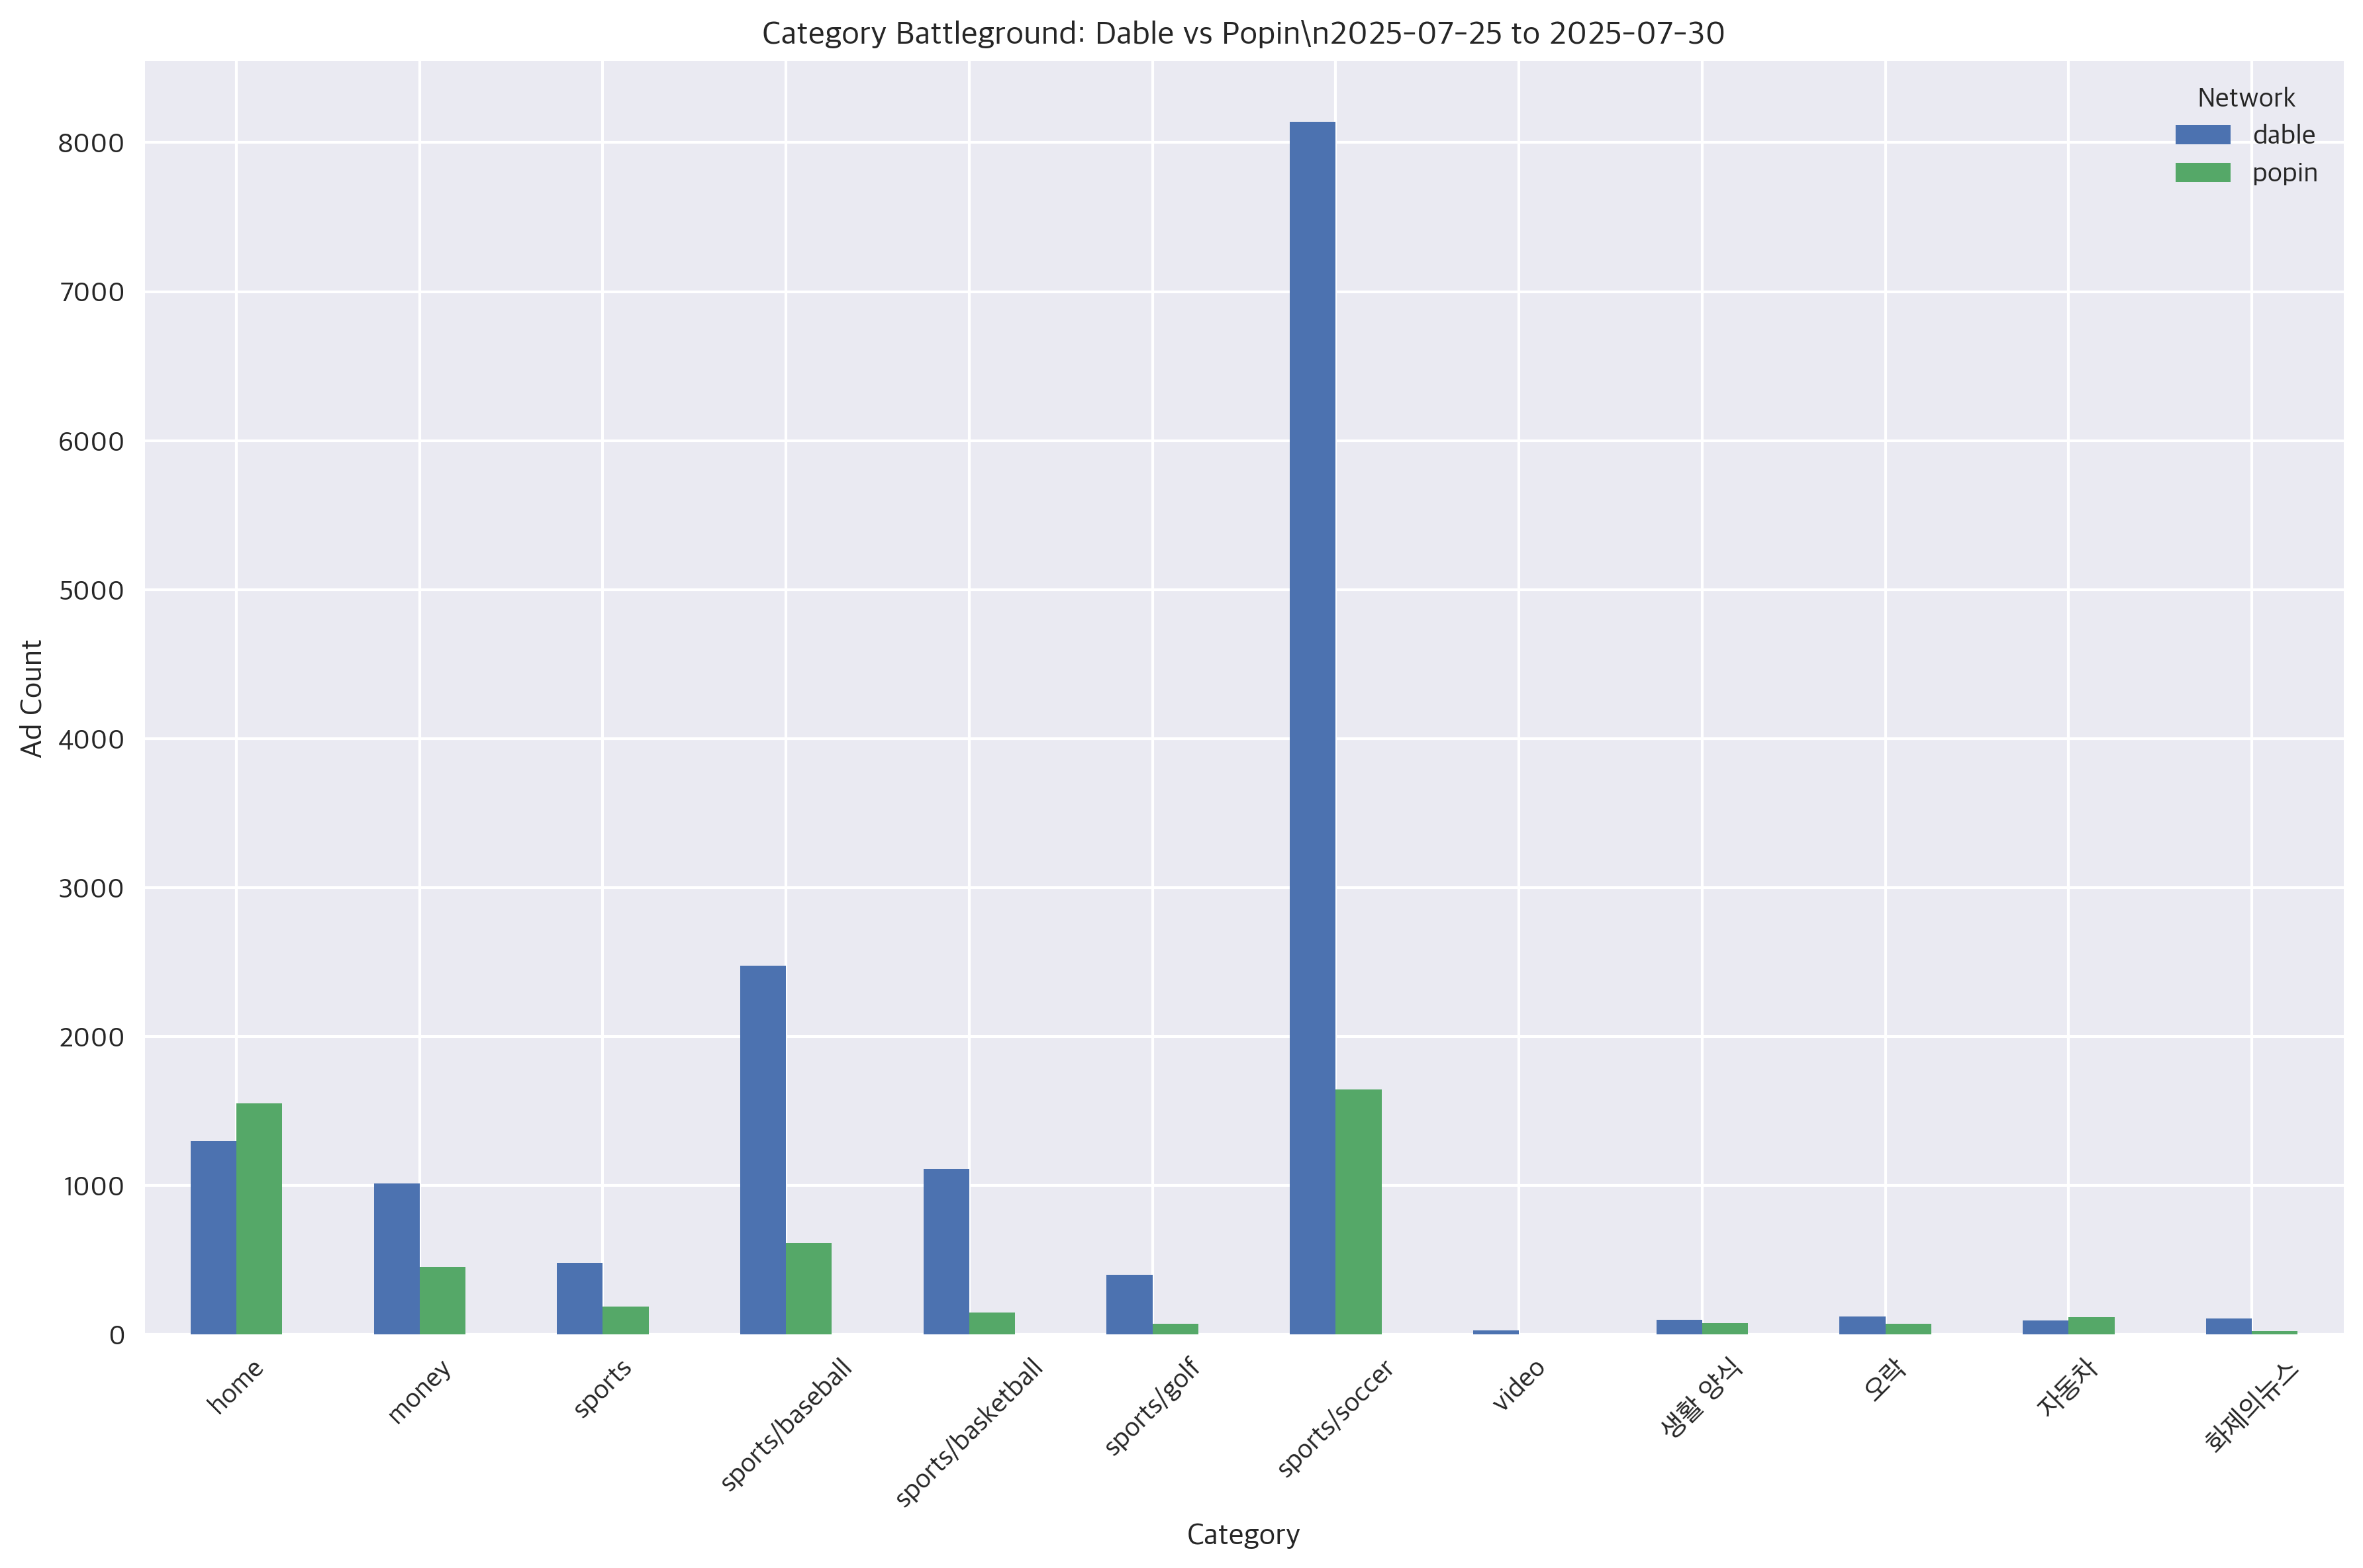 Category Battleground: Dable vs Popin\n2025-07-25 to 2025-07-30
Network
dable
popin
Ad Count
8000
7000
6000
5000
4000
3000
2000
1000
0
home
money
sports
sports/baseball
sports/basketball
sports/golf
sports/soccer
video
생활 양식
오락
자동차
화제의뉴스
Category